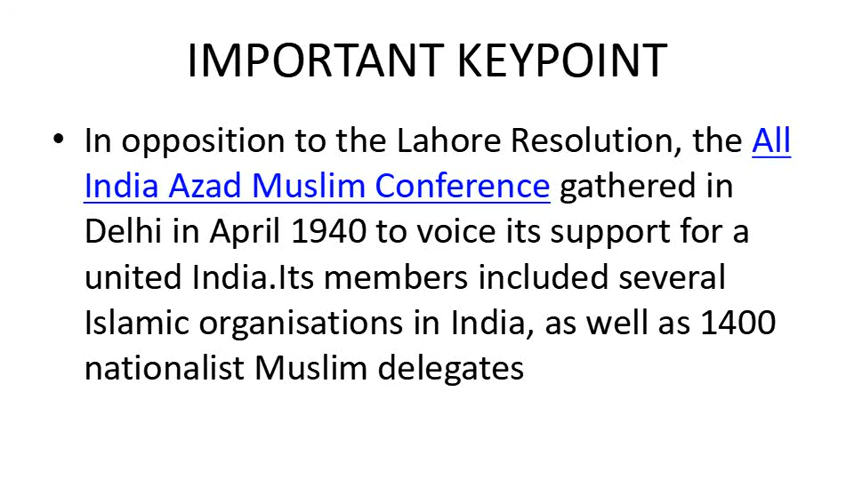 IMPORTANT KEYPOINT
• In opposition to the Lahore Resolution, the All
India Azad Muslim Conference gathered in
Delhi in April 1940 to voice its support for a
united India.Its members included several
Islamic organisations in India, as well as 1400
nationalist Muslim delegates